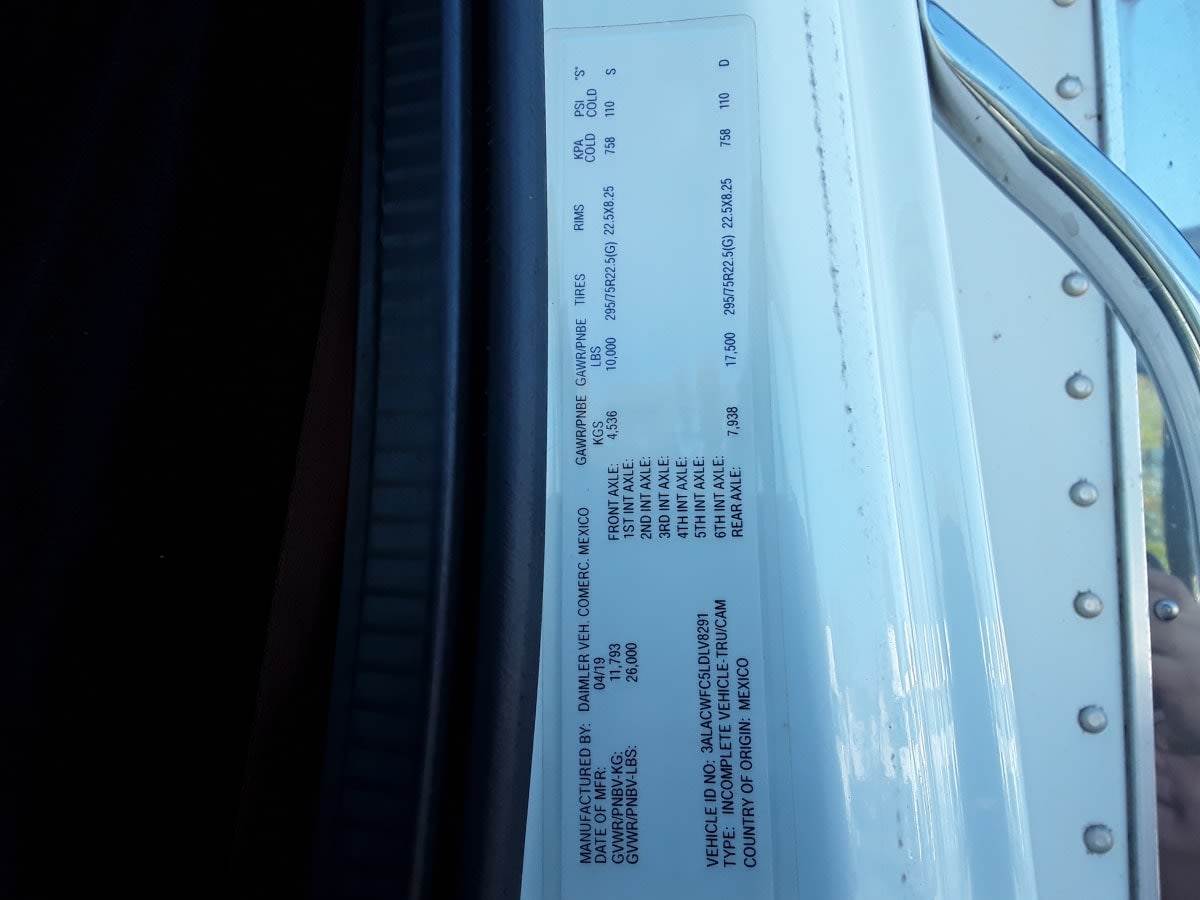 MANUFACTURED BY: DAIMLER VEH. COMERC. MEXICO
DATE OF MFR: 04/19
GVWR/PNBV-KG: 11,793
GVWR/PNBV-LBS: 26,000
VEHICLE ID NO: 3ALACWFC5LDLV8291
TYPE: INCOMPLETE VEHICLE-TRU/CAM
COUNTRY OF ORIGIN: MEXICO
GAWR/PNBE GAWR/PNBE TIRES RIMS KPA PSI "S"
KGS LBS COLD COLD
FRONT AXLE: 4,536 10,000 295/75R22.5(G) 22.5X8.25 758 110 S
1ST INT AXLE:
2ND INT AXLE:
3RD INT AXLE:
4TH INT AXLE:
5TH INT AXLE:
6TH INT AXLE:
REAR AXLE: 7,938 17,500 295/75R22.5(G) 22.5X8.25 758 110 D